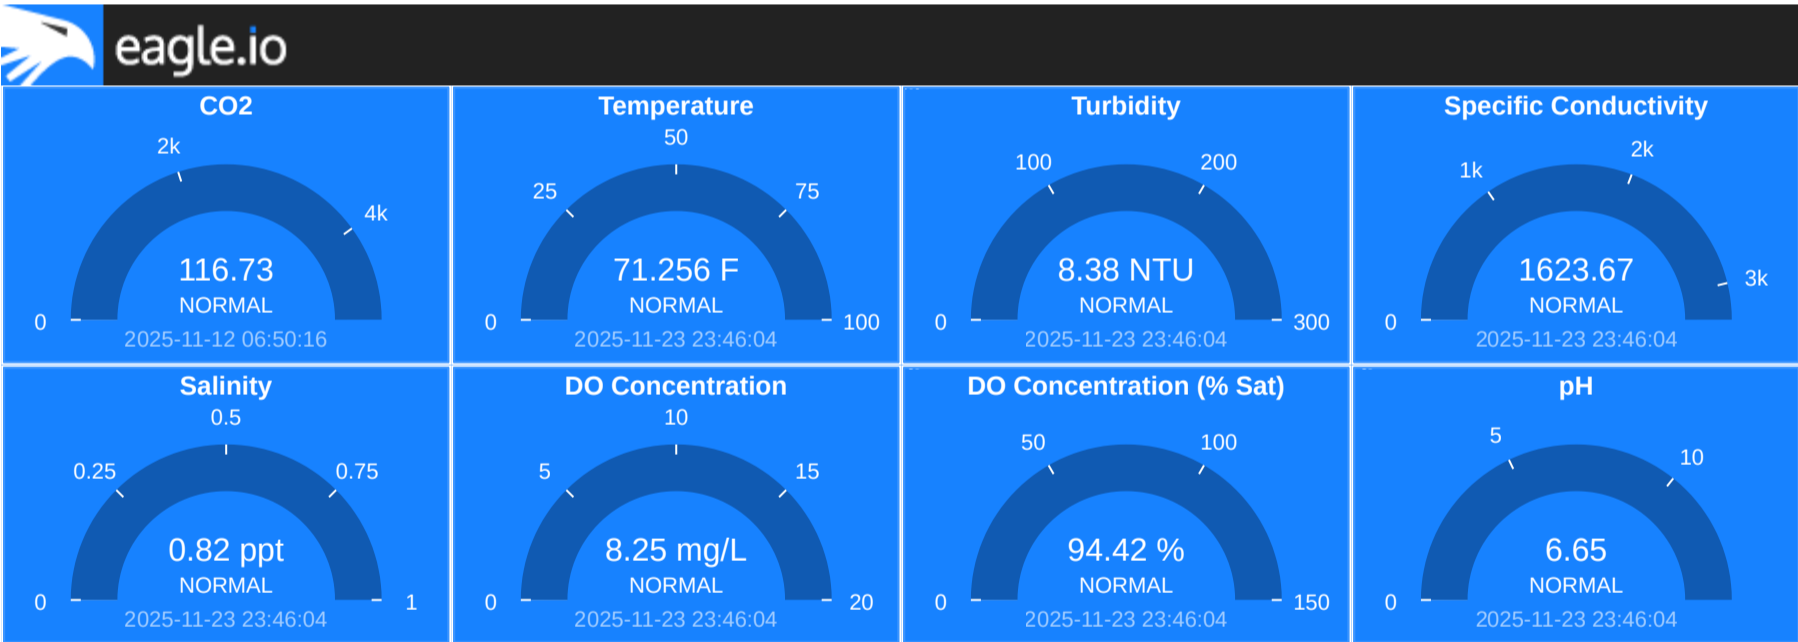 eagle.io
CO2
2k
4k
116.73
NORMAL
0
2025-11-12 06:50:16
Temperature
50
25
75
71.256 F
NORMAL
0
100
2025-11-23 23:46:04
Turbidity
100
200
8.38 NTU
NORMAL
0
300
2025-11-23 23:46:04
Specific Conductivity
2k
1k
3k
1623.67
NORMAL
0
2025-11-23 23:46:04
Salinity
0.5
0.25
0.75
0.82 ppt
NORMAL
0
1
2025-11-23 23:46:04
DO Concentration
10
5
15
8.25 mg/L
NORMAL
0
20
2025-11-23 23:46:04
DO Concentration (% Sat)
50
100
94.42 %
NORMAL
0
150
2025-11-23 23:46:04
pH
5
10
6.65
NORMAL
0
2025-11-23 23:46:04